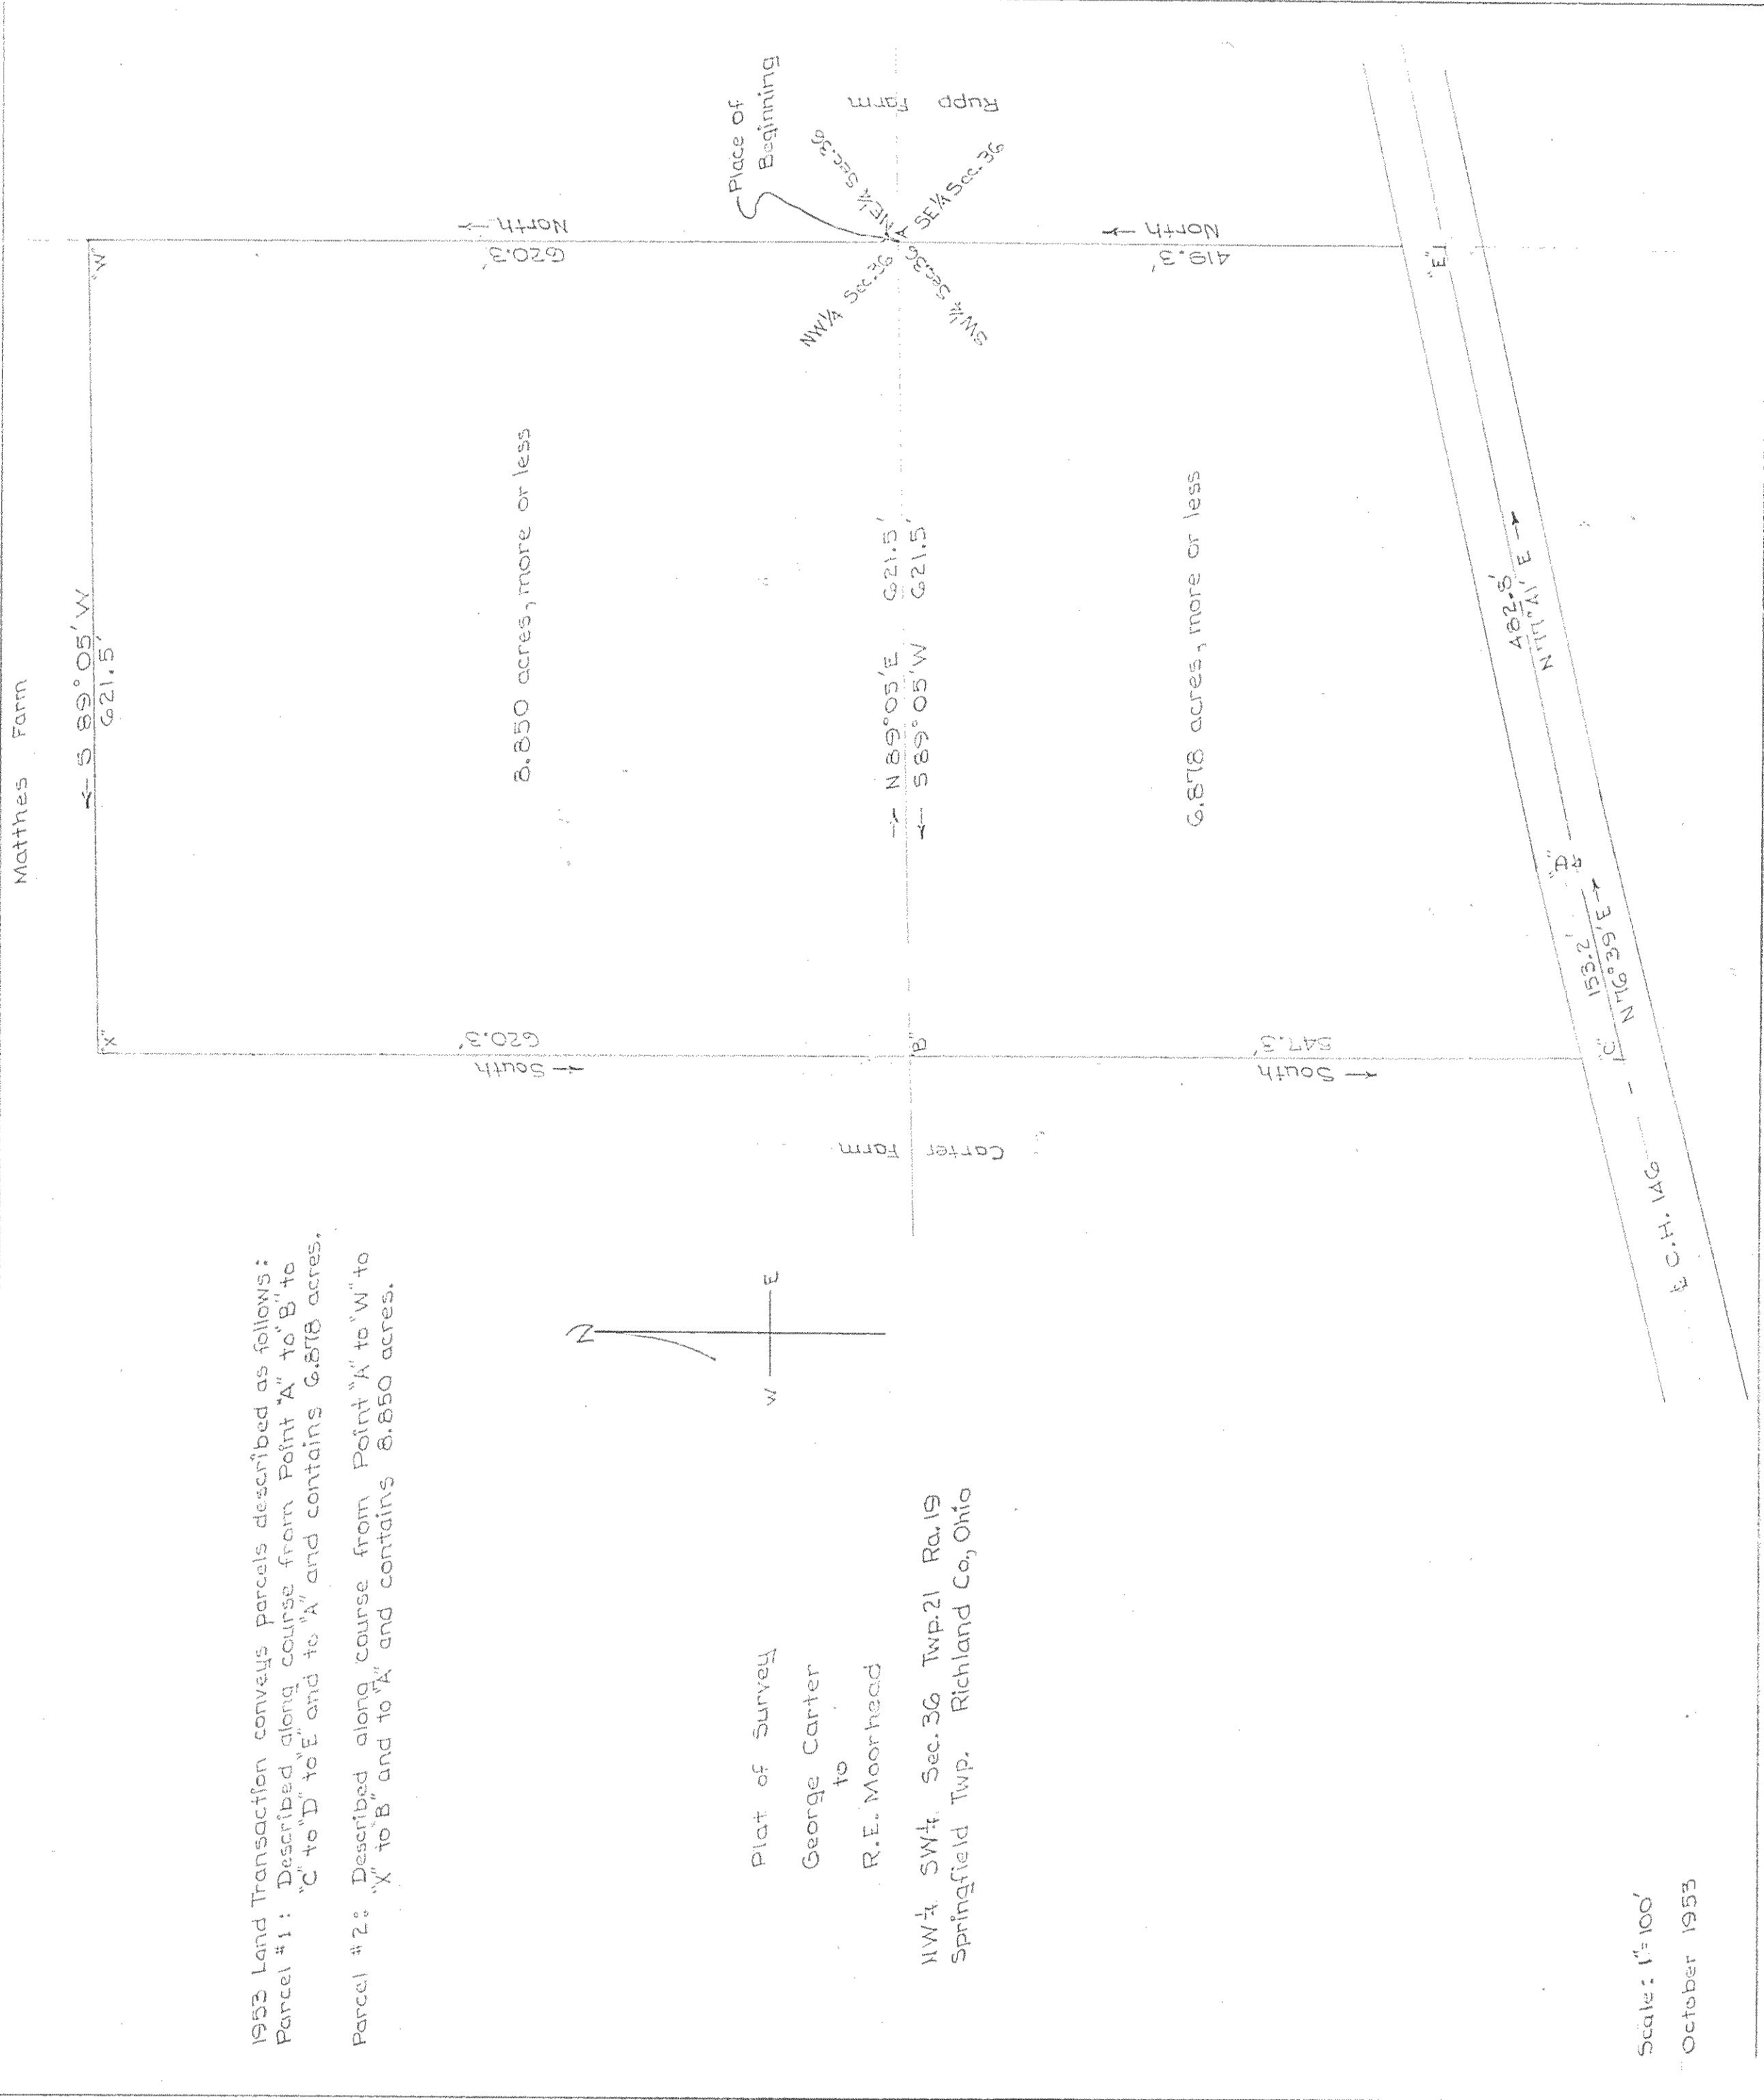 1953 Land Transaction conveys parcels described as follows:
Parcel #1: Described along course from Point "A" to "B" to
"C" to "D" to "E" and to "A" and contains 6.878 acres.
Parcel #2: Described along course from Point "A" to "W" to
"X" to "B" and to "A" and contains 8.850 acres.
Plat of Survey
George Carter
to
R.E. Moorhead
NW¼ SW¼ Sec. 36 Twp. 21 Ra. 19
Springfield Twp. Richland Co., Ohio
Scale: 1"=100'
October 1953
N
W E
Matthes Farm
← S 89° 05' W
621.5'
"X"
"W"
8.850 acres, more or less
South →
620.3'
North →
620.3'
Place of
Beginning
NW¼ Sec. 36
NE¼ Sec. 36
SW¼ Sec. 36
SE¼ Sec. 36
"A"
Rupp Farm
Carter Farm
"B"
→ N 89° 05' E 621.5'
← S 89° 05' W 621.5'
6.878 acres, more or less
South →
547.3'
North →
419.3'
"C"
153.2'
N 76° 39' E →
"D"
482.8'
N 77° 41' E →
"E"
℄ C.H. 146